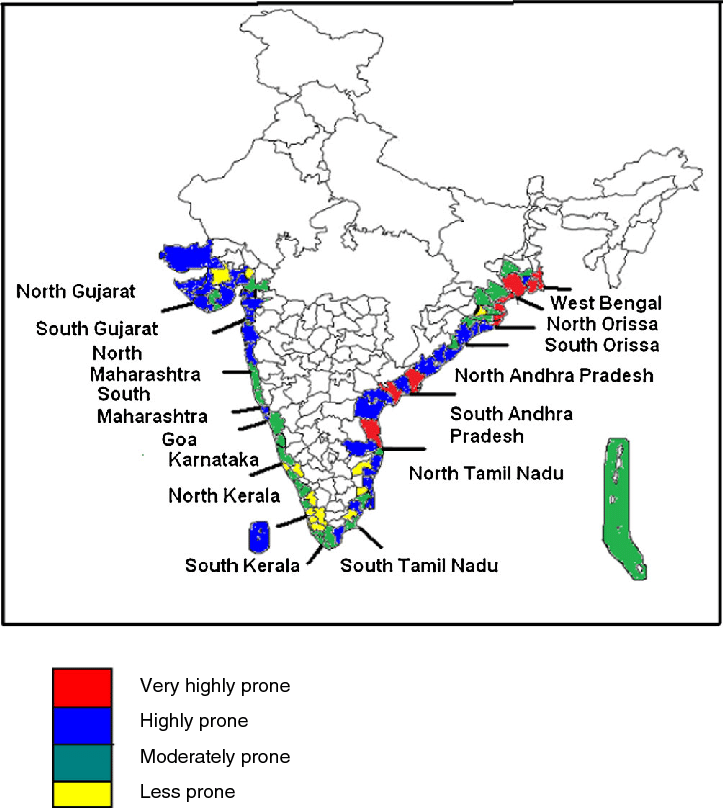 North Gujarat
South Gujarat
North
Maharashtra
South
Maharashtra
Goa
Karnataka
North Kerala
South Kerala
South Tamil Nadu
West Bengal
North Orissa
South Orissa
North Andhra Pradesh
South Andhra
Pradesh
North Tamil Nadu
Very highly prone
Highly prone
Moderately prone
Less prone